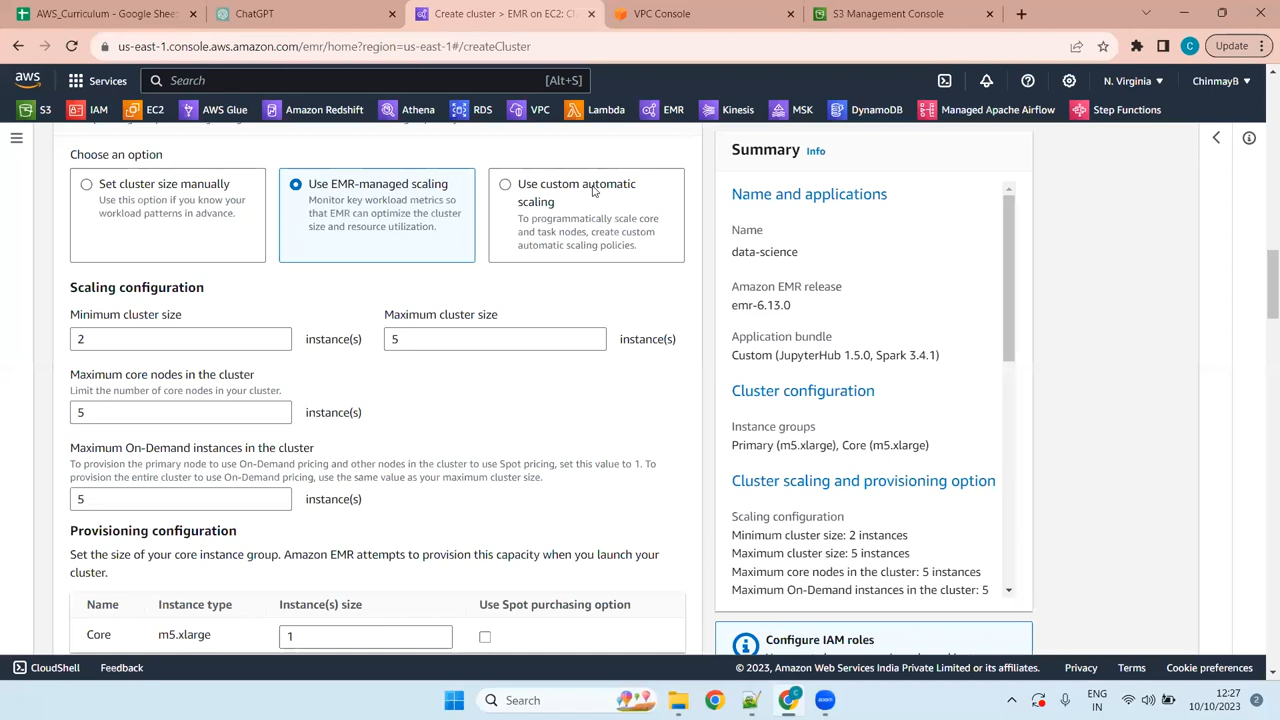 AWS_Curriculum - Google Shee
ChatGPT
Create cluster > EMR on EC2: Cl
VPC Console
S3 Management Console
us-east-1.console.aws.amazon.com/emr/home?region=us-east-1#/createCluster
C
Update
aws
Services
Search
[Alt+S]
N. Virginia
ChinmayB
S3
IAM
EC2
AWS Glue
Amazon Redshift
Athena
RDS
VPC
Lambda
EMR
Kinesis
MSK
DynamoDB
Managed Apache Airflow
Step Functions
Choose an option
Set cluster size manually
Use this option if you know your
workload patterns in advance.
Use EMR-managed scaling
Monitor key workload metrics so
that EMR can optimize the cluster
size and resource utilization.
Use custom automatic
scaling
To programmatically scale core
and task nodes, create custom
automatic scaling policies.
Scaling configuration
Minimum cluster size
2
instance(s)
Maximum cluster size
5
instance(s)
Maximum core nodes in the cluster
Limit the number of core nodes in your cluster.
5
instance(s)
Maximum On-Demand instances in the cluster
To provision the primary node to use On-Demand pricing and other nodes in the cluster to use Spot pricing, set this value to 1. To
provision the entire cluster to use On-Demand pricing, use the same value as your maximum cluster size.
5
instance(s)
Provisioning configuration
Set the size of your core instance group. Amazon EMR attempts to provision this capacity when you launch your
cluster.
Name
Instance type
Instance(s) size
Use Spot purchasing option
Core
m5.xlarge
1
Summary
Info
Name and applications
Name
data-science
Amazon EMR release
emr-6.13.0
Application bundle
Custom (JupyterHub 1.5.0, Spark 3.4.1)
Cluster configuration
Instance groups
Primary (m5.xlarge), Core (m5.xlarge)
Cluster scaling and provisioning option
Scaling configuration
Minimum cluster size: 2 instances
Maximum cluster size: 5 instances
Maximum core nodes in the cluster: 5 instances
Maximum On-Demand instances in the cluster: 5
Configure IAM roles
CloudShell
Feedback
© 2023, Amazon Web Services India Private Limited or its affiliates.
Privacy
Terms
Cookie preferences
Search
ENG
IN
12:27
10/10/2023
2